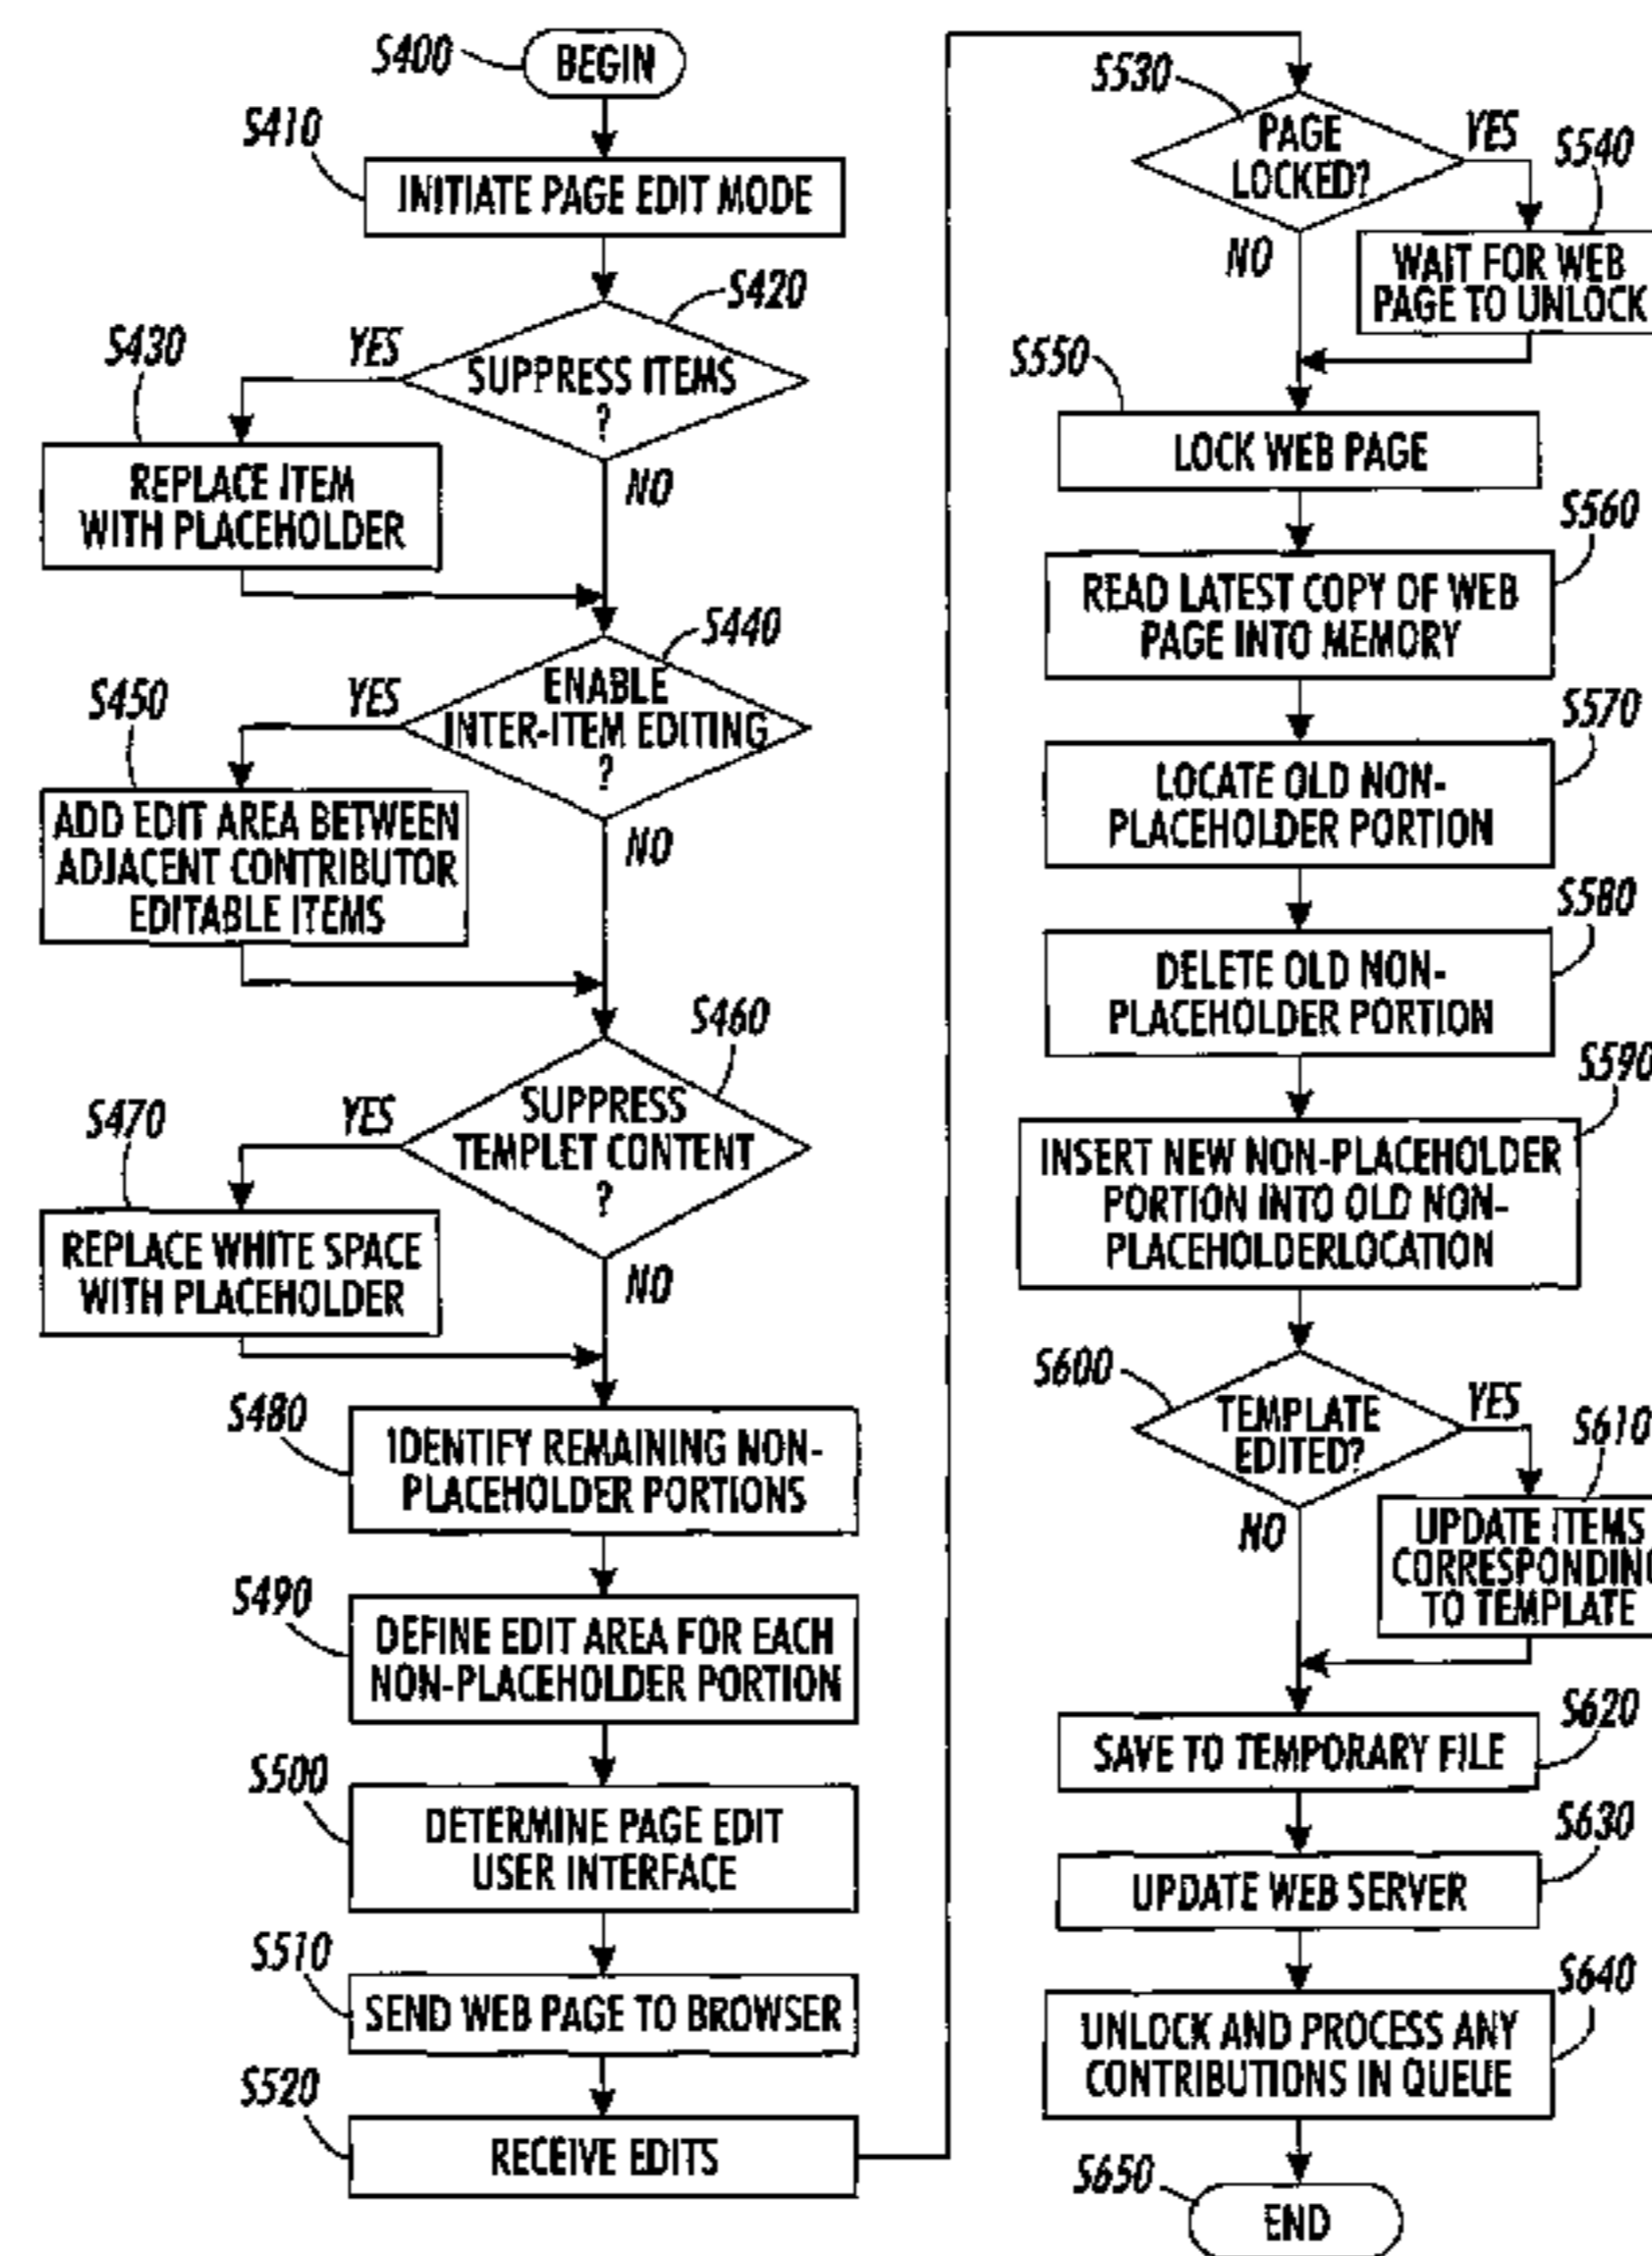 S400
BEGIN
S410
INITIATE PAGE EDIT MODE
S420
SUPPRESS ITEMS
?
YES
NO
S430
REPLACE ITEM
WITH PLACEHOLDER
S440
ENABLE
INTER-ITEM EDITING
?
YES
NO
S450
ADD EDIT AREA BETWEEN
ADJACENT CONTRIBUTOR
EDITABLE ITEMS
S460
SUPPRESS
TEMPLET CONTENT
?
YES
NO
S470
REPLACE WHITE SPACE
WITH PLACEHOLDER
S480
IDENTIFY REMAINING NON-
PLACEHOLDER PORTIONS
S490
DEFINE EDIT AREA FOR EACH
NON-PLACEHOLDER PORTION
S500
DETERMINE PAGE EDIT
USER INTERFACE
S510
SEND WEB PAGE TO BROWSER
S520
RECEIVE EDITS
S530
PAGE
LOCKED?
YES
NO
S540
WAIT FOR WEB
PAGE TO UNLOCK
S550
LOCK WEB PAGE
S560
READ LATEST COPY OF WEB
PAGE INTO MEMORY
S570
LOCATE OLD NON-
PLACEHOLDER PORTION
S580
DELETE OLD NON-
PLACEHOLDER PORTION
S590
INSERT NEW NON-PLACEHOLDER
PORTION INTO OLD NON-
PLACEHOLDERLOCATION
S600
TEMPLATE
EDITED?
YES
NO
S610
UPDATE ITEMS
CORRESPONDING
TO TEMPLATE
S620
SAVE TO TEMPORARY FILE
S630
UPDATE WEB SERVER
S640
UNLOCK AND PROCESS ANY
CONTRIBUTIONS IN QUEUE
S650
END